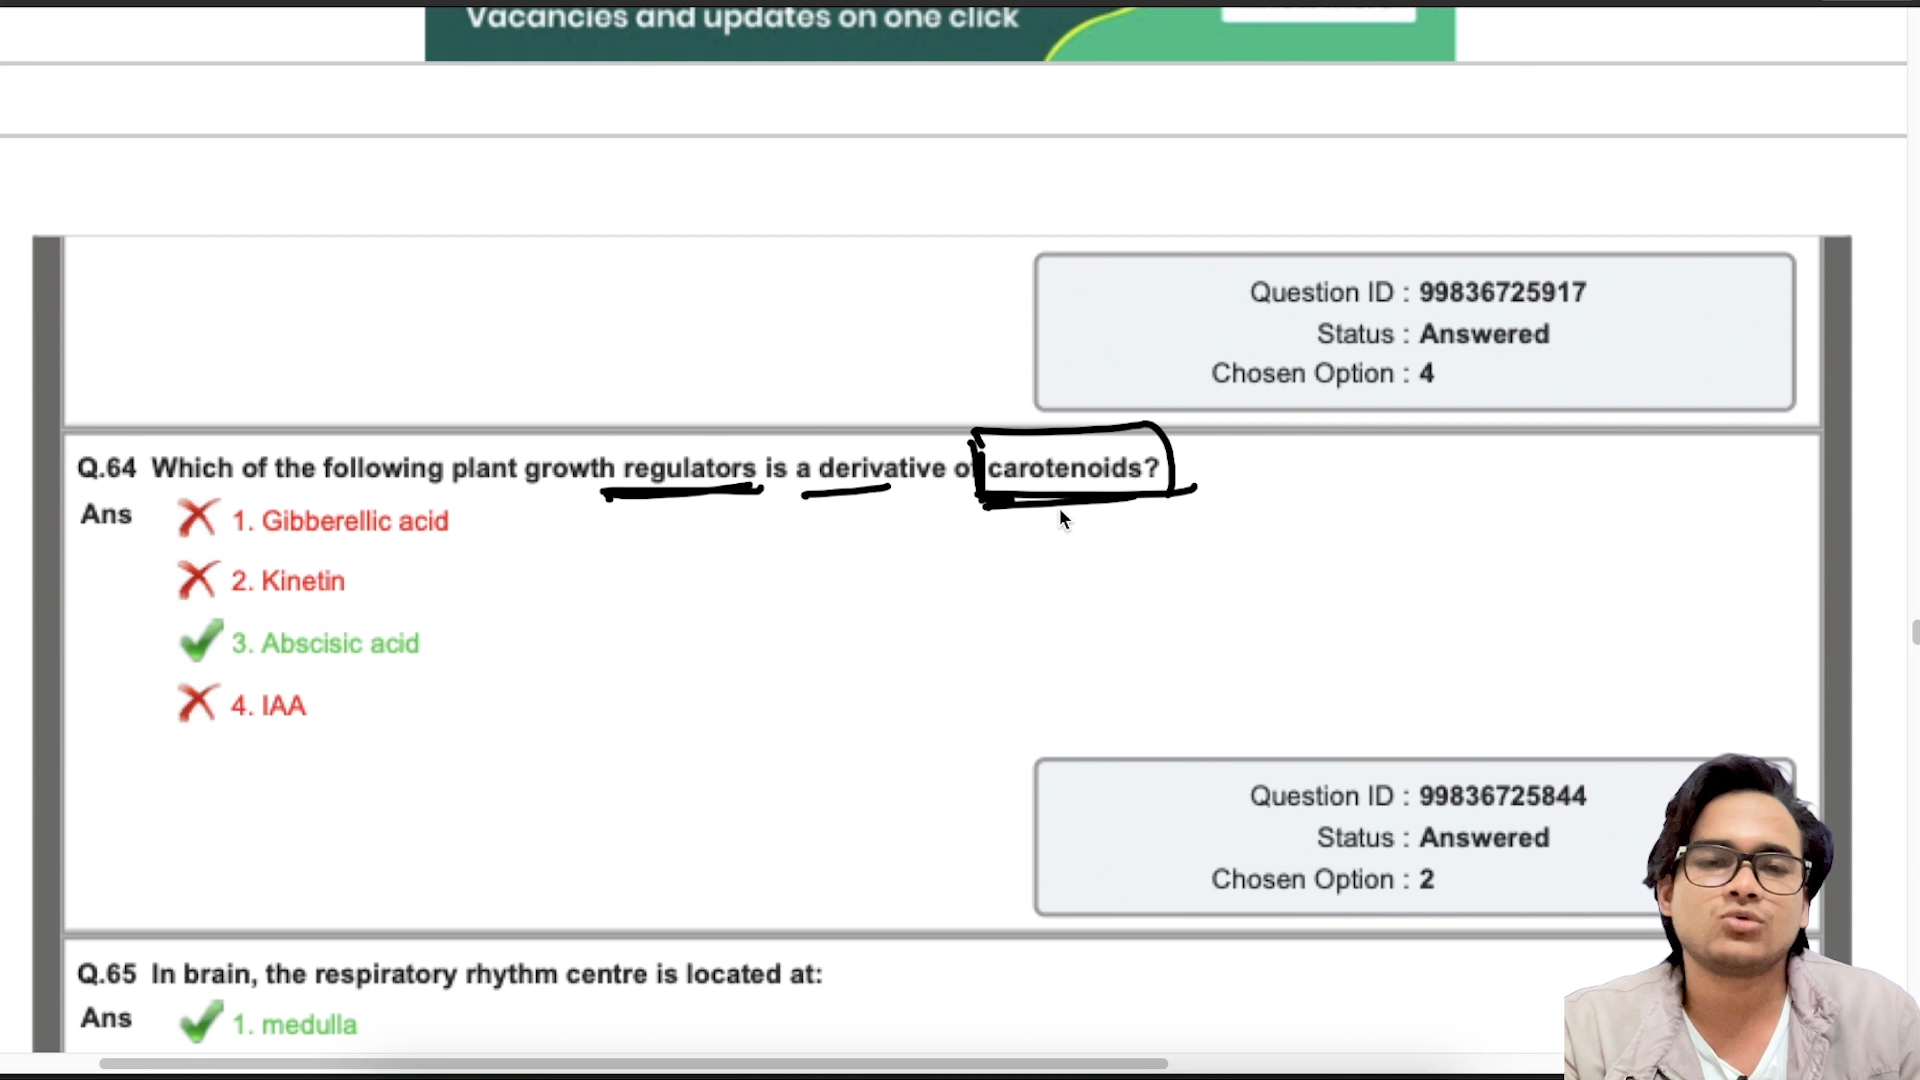 Vacancies and updates on one click
Question ID : 99836725917
Status : Answered
Chosen Option : 4
Q.64 Which of the following plant growth regulators is a derivative of carotenoids?
Ans
1. Gibberellic acid
2. Kinetin
3. Abscisic acid
4. IAA
Question ID : 99836725844
Status : Answered
Chosen Option : 2
Q.65 In brain, the respiratory rhythm centre is located at:
Ans
1. medulla